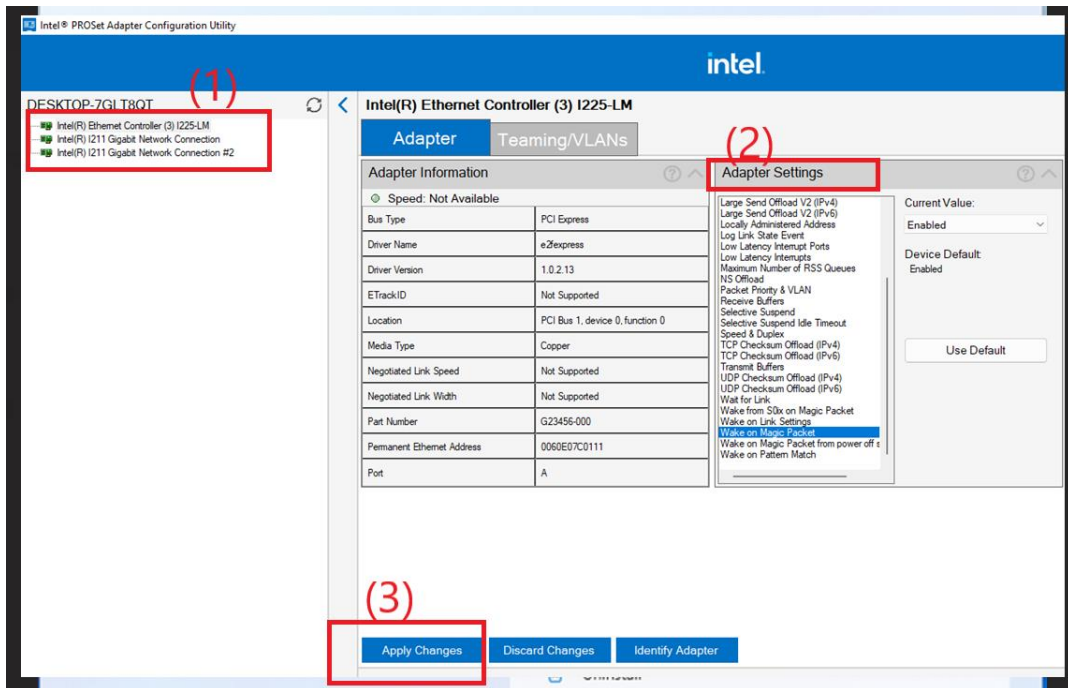 Intel® PROSet Adapter Configuration Utility
intel.
(1)
DESKTOP-7GLT8QT
Intel(R) Ethernet Controller (3) I225-LM
Intel(R) I211 Gigabit Network Connection
Intel(R) I211 Gigabit Network Connection #2
Intel(R) Ethernet Controller (3) I225-LM
Adapter
Teaming/VLANs
(2)
Adapter Information
Speed: Not Available
Bus Type PCI Express
Driver Name e2fexpress
Driver Version 1.0.2.13
ETrackID Not Supported
Location PCI Bus 1, device 0, function 0
Media Type Copper
Negotiated Link Speed Not Supported
Negotiated Link Width Not Supported
Part Number G23456-000
Permanent Ethernet Address 0060E07C0111
Port A
Adapter Settings
Large Send Offload V2 (IPv4)
Large Send Offload V2 (IPv6)
Locally Administered Address
Log Link State Event
Low Latency Interrupt Ports
Low Latency Interrupts
Maximum Number of RSS Queues
NS Offload
Packet Priority & VLAN
Receive Buffers
Selective Suspend
Selective Suspend Idle Timeout
Speed & Duplex
TCP Checksum Offload (IPv4)
TCP Checksum Offload (IPv6)
Transmit Buffers
UDP Checksum Offload (IPv4)
UDP Checksum Offload (IPv6)
Wait for Link
Wake from S0ix on Magic Packet
Wake on Link Settings
Wake on Magic Packet
Wake on Magic Packet from power off s
Wake on Pattern Match
Current Value:
Enabled
Device Default:
Enabled
Use Default
(3)
Apply Changes
Discard Changes
Identify Adapter